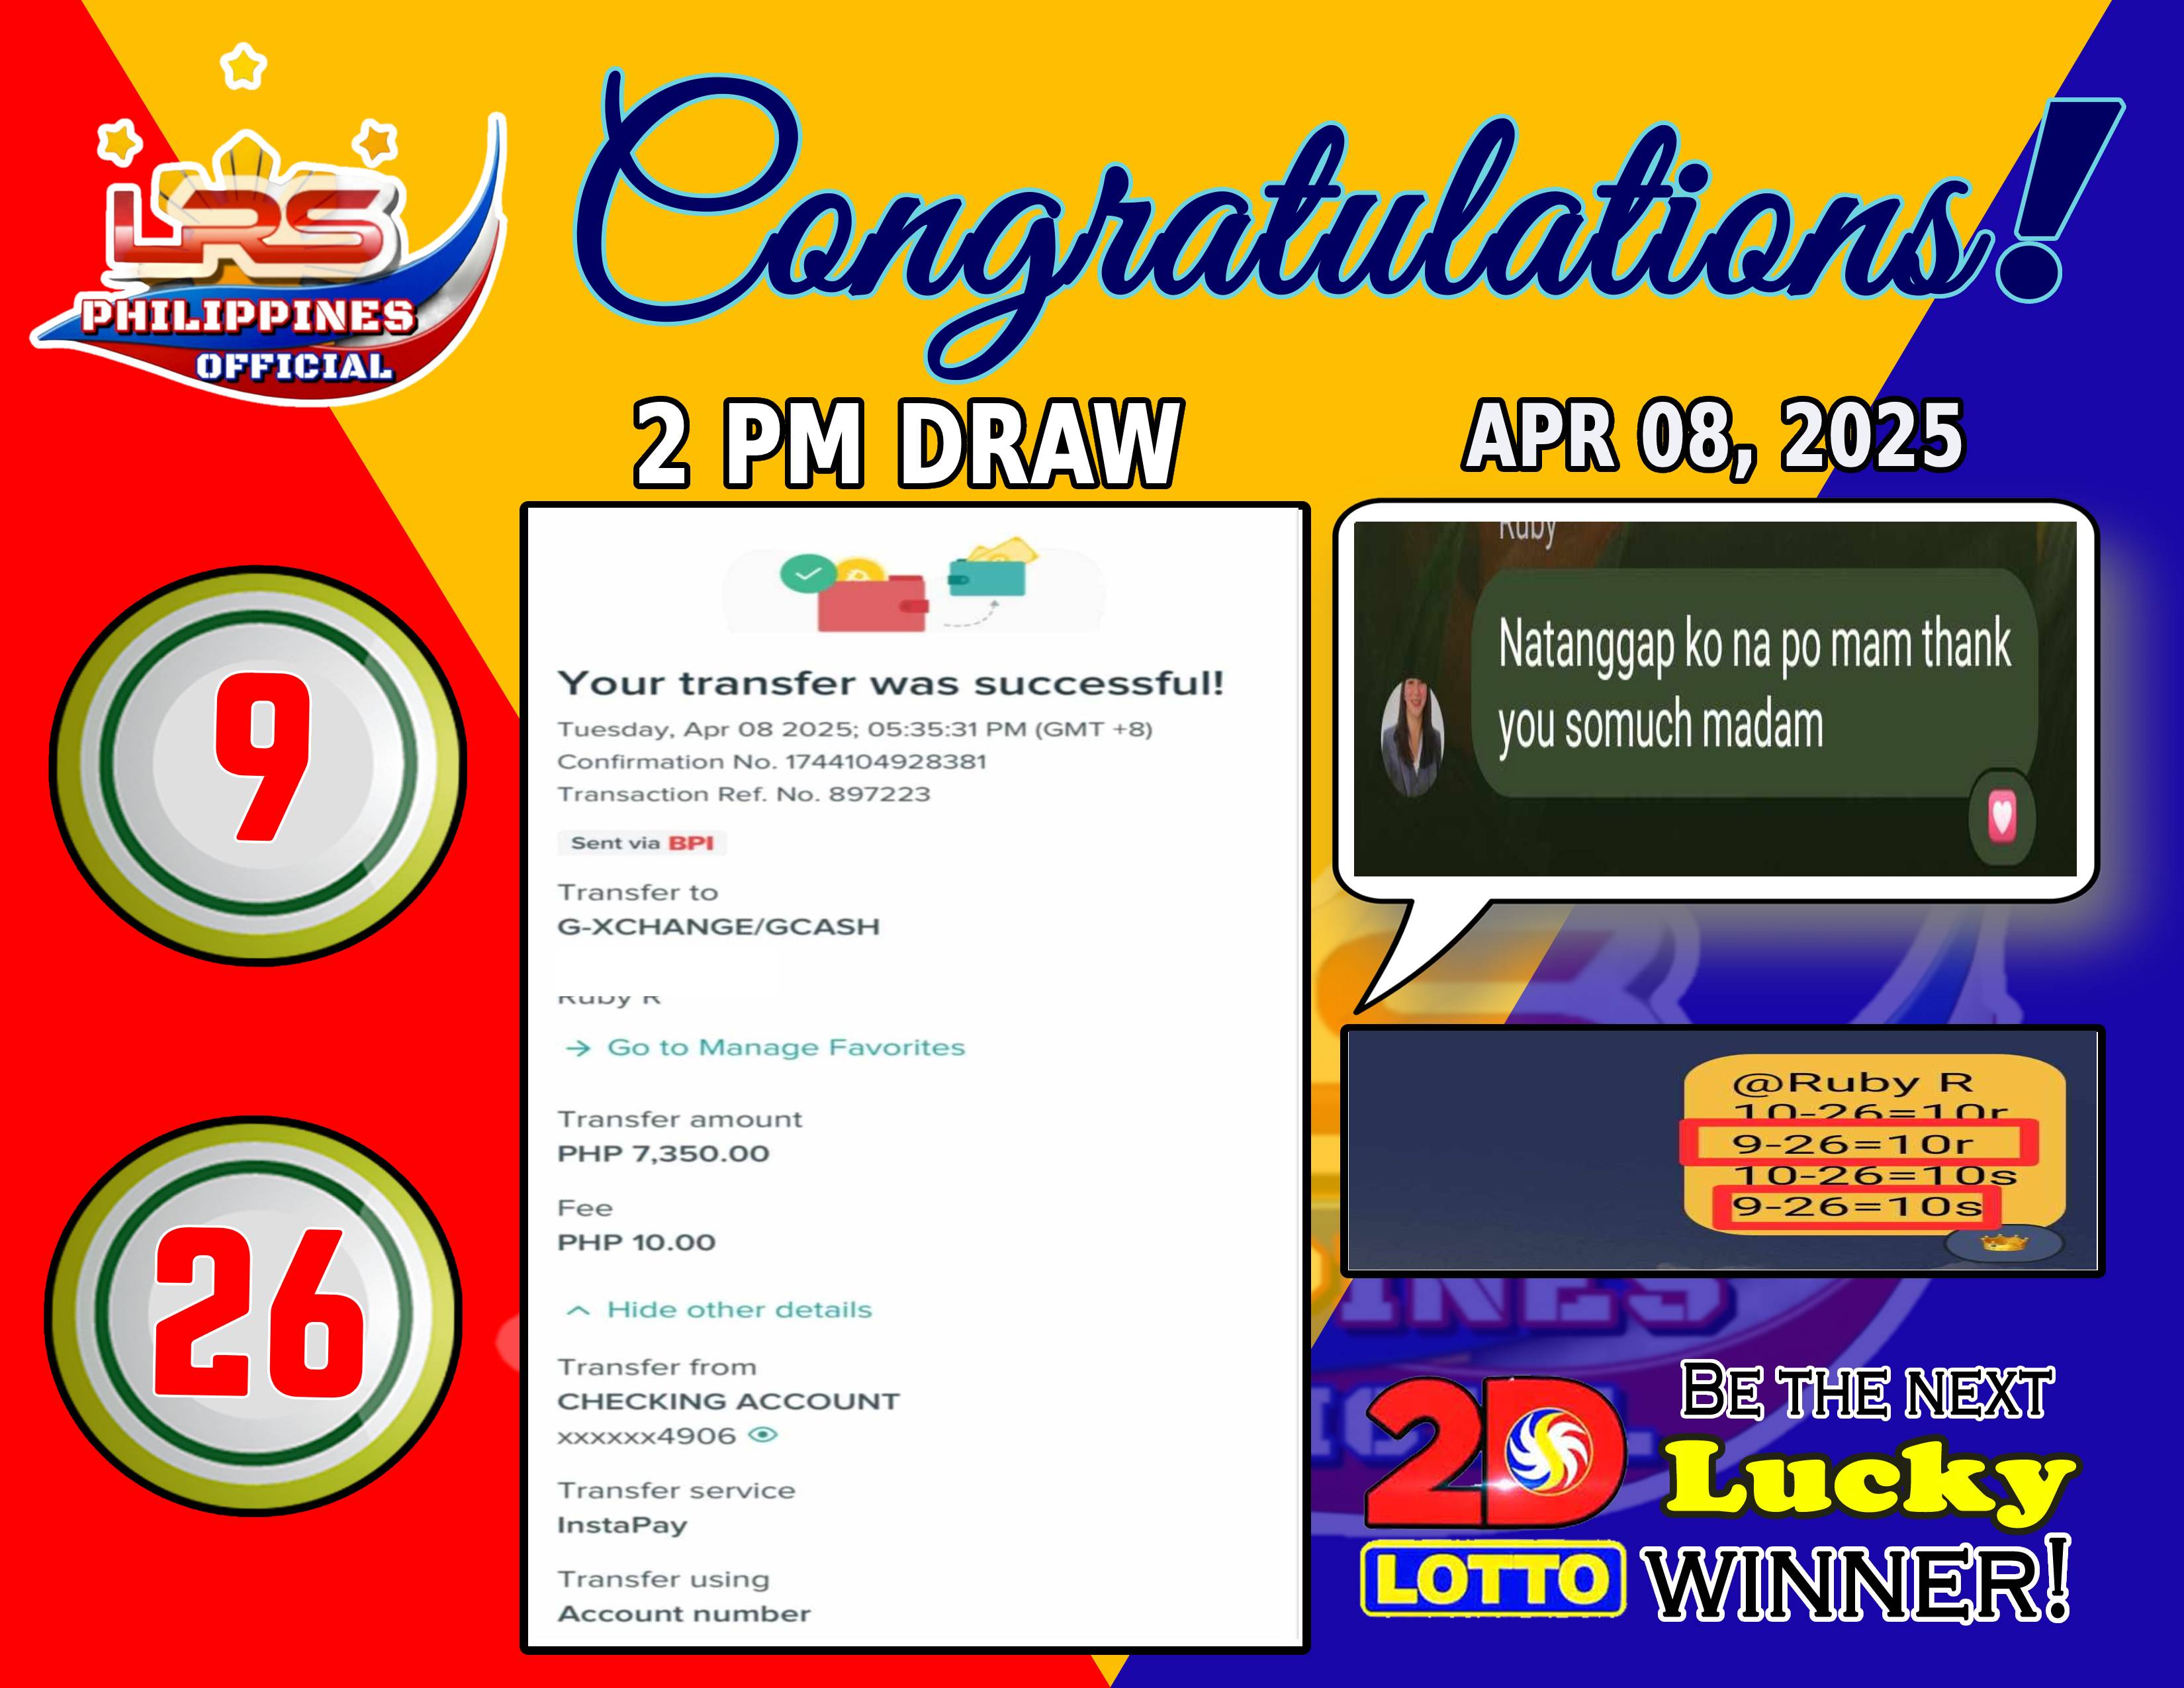 LRS
PHILIPPINES
OFFICIAL
Congratulations!
2 PM DRAW
APR 08, 2025
9
26
Your transfer was successful!
Tuesday, Apr 08 2025; 05:35:31 PM (GMT +8)
Confirmation No. 1744104928381
Transaction Ref. No. 897223
Sent via BPI
Transfer to
G-XCHANGE/GCASH
Ruby R
→ Go to Manage Favorites
Transfer amount
PHP 7,350.00
Fee
PHP 10.00
Hide other details
Transfer from
CHECKING ACCOUNT
xxxxxx4906
Transfer service
InstaPay
Transfer using
Account number
Ruby
Natanggap ko na po mam thank
you somuch madam
@Ruby R
10-26=10r
9-26=10r
10-26=10s
9-26=10s
2D
LOTTO
BE THE NEXT
Lucky
WINNER!